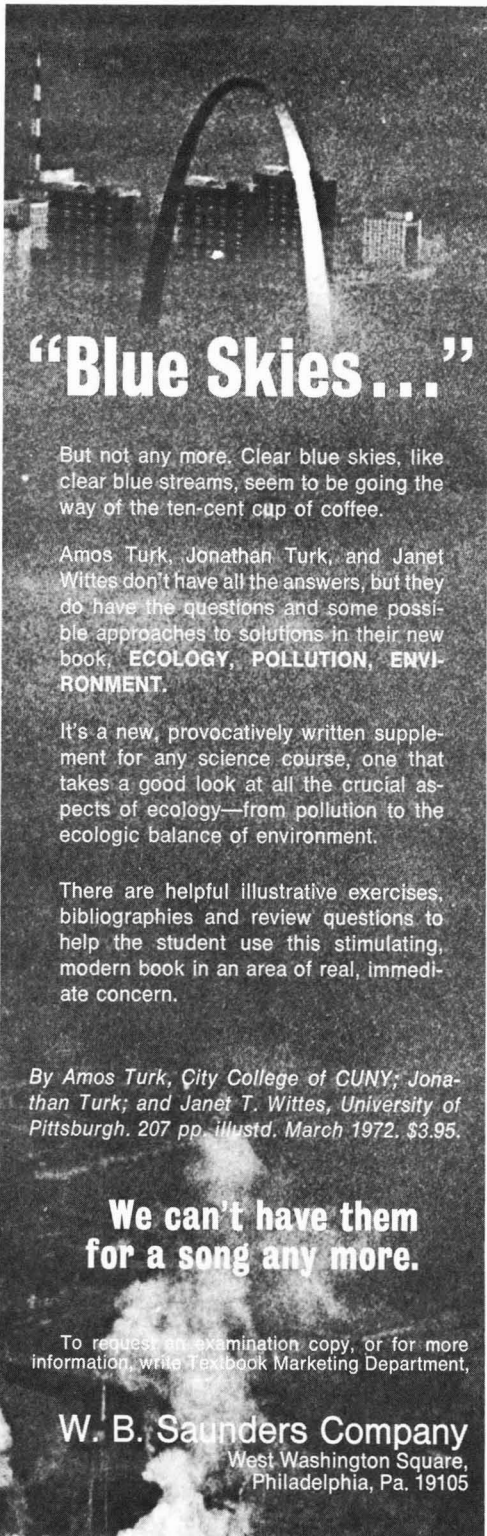 “Blue Skies...”
But not any more. Clear blue skies, like
clear blue streams, seem to be going the
way of the ten-cent cup of coffee.
Amos Turk, Jonathan Turk, and Janet
Wittes don't have all the answers, but they
do have the questions and some possi-
ble approaches to solutions in their new
book, ECOLOGY, POLLUTION, ENVI-
RONMENT.
It's a new, provocatively written supple-
ment for any science course, one that
takes a good look at all the crucial as-
pects of ecology—from pollution to the
ecologic balance of environment.
There are helpful illustrative exercises,
bibliographies and review questions to
help the student use this stimulating,
modern book in an area of real, immedi-
ate concern.
By Amos Turk, City College of CUNY; Jona-
than Turk; and Janet T. Wittes, University of
Pittsburgh. 207 pp. illustd. March 1972. $3.95.
We can't have them
for a song any more.
To request an examination copy, or for more
information, write Textbook Marketing Department,
W. B. Saunders Company
West Washington Square,
Philadelphia, Pa. 19105